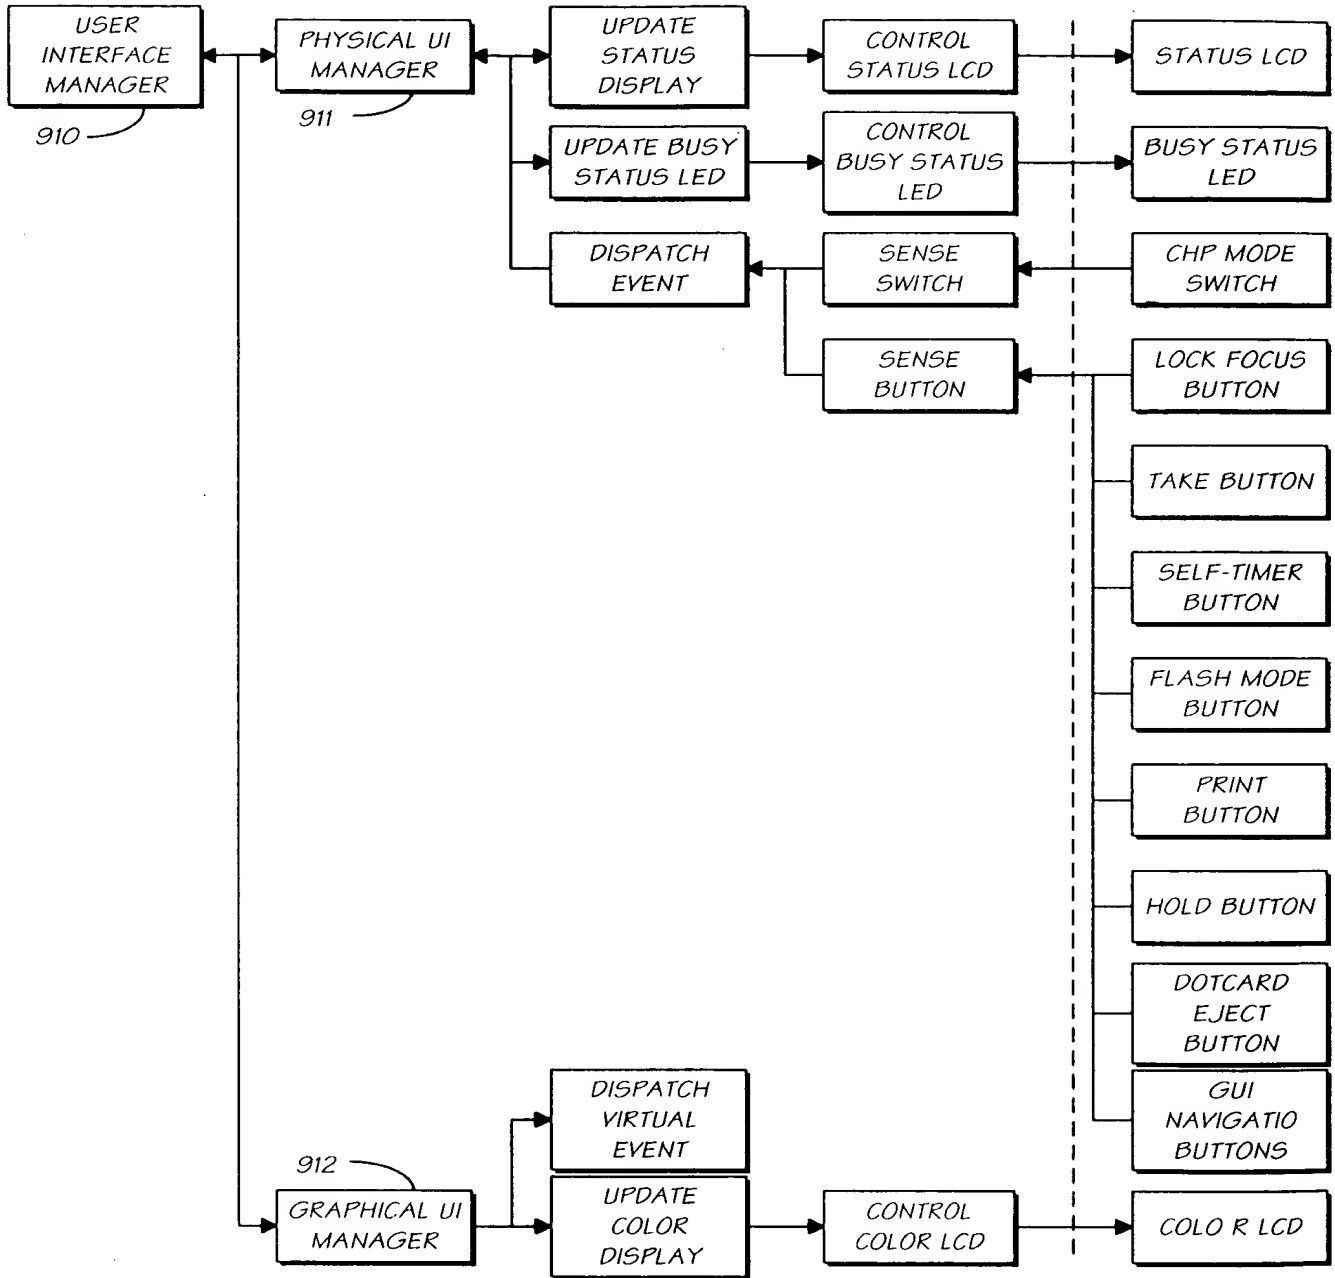 USER
INTERFACE
MANAGER
910
PHYSICAL UI
MANAGER
911
UPDATE
STATUS
DISPLAY
CONTROL
STATUS LCD
STATUS LCD
UPDATE BUSY
STATUS LED
CONTROL
BUSY STATUS
LED
BUSY STATUS
LED
DISPATCH
EVENT
SENSE
SWITCH
CHP MODE
SWITCH
SENSE
BUTTON
LOCK FOCUS
BUTTON
TAKE BUTTON
SELF-TIMER
BUTTON
FLASH MODE
BUTTON
PRINT
BUTTON
HOLD BUTTON
DOTCARD
EJECT
BUTTON
GUI
NAVIGATIO
BUTTONS
DISPATCH
VIRTUAL
EVENT
912
GRAPHICAL UI
MANAGER
UPDATE
COLOR
DISPLAY
CONTROL
COLOR LCD
COLO R LCD